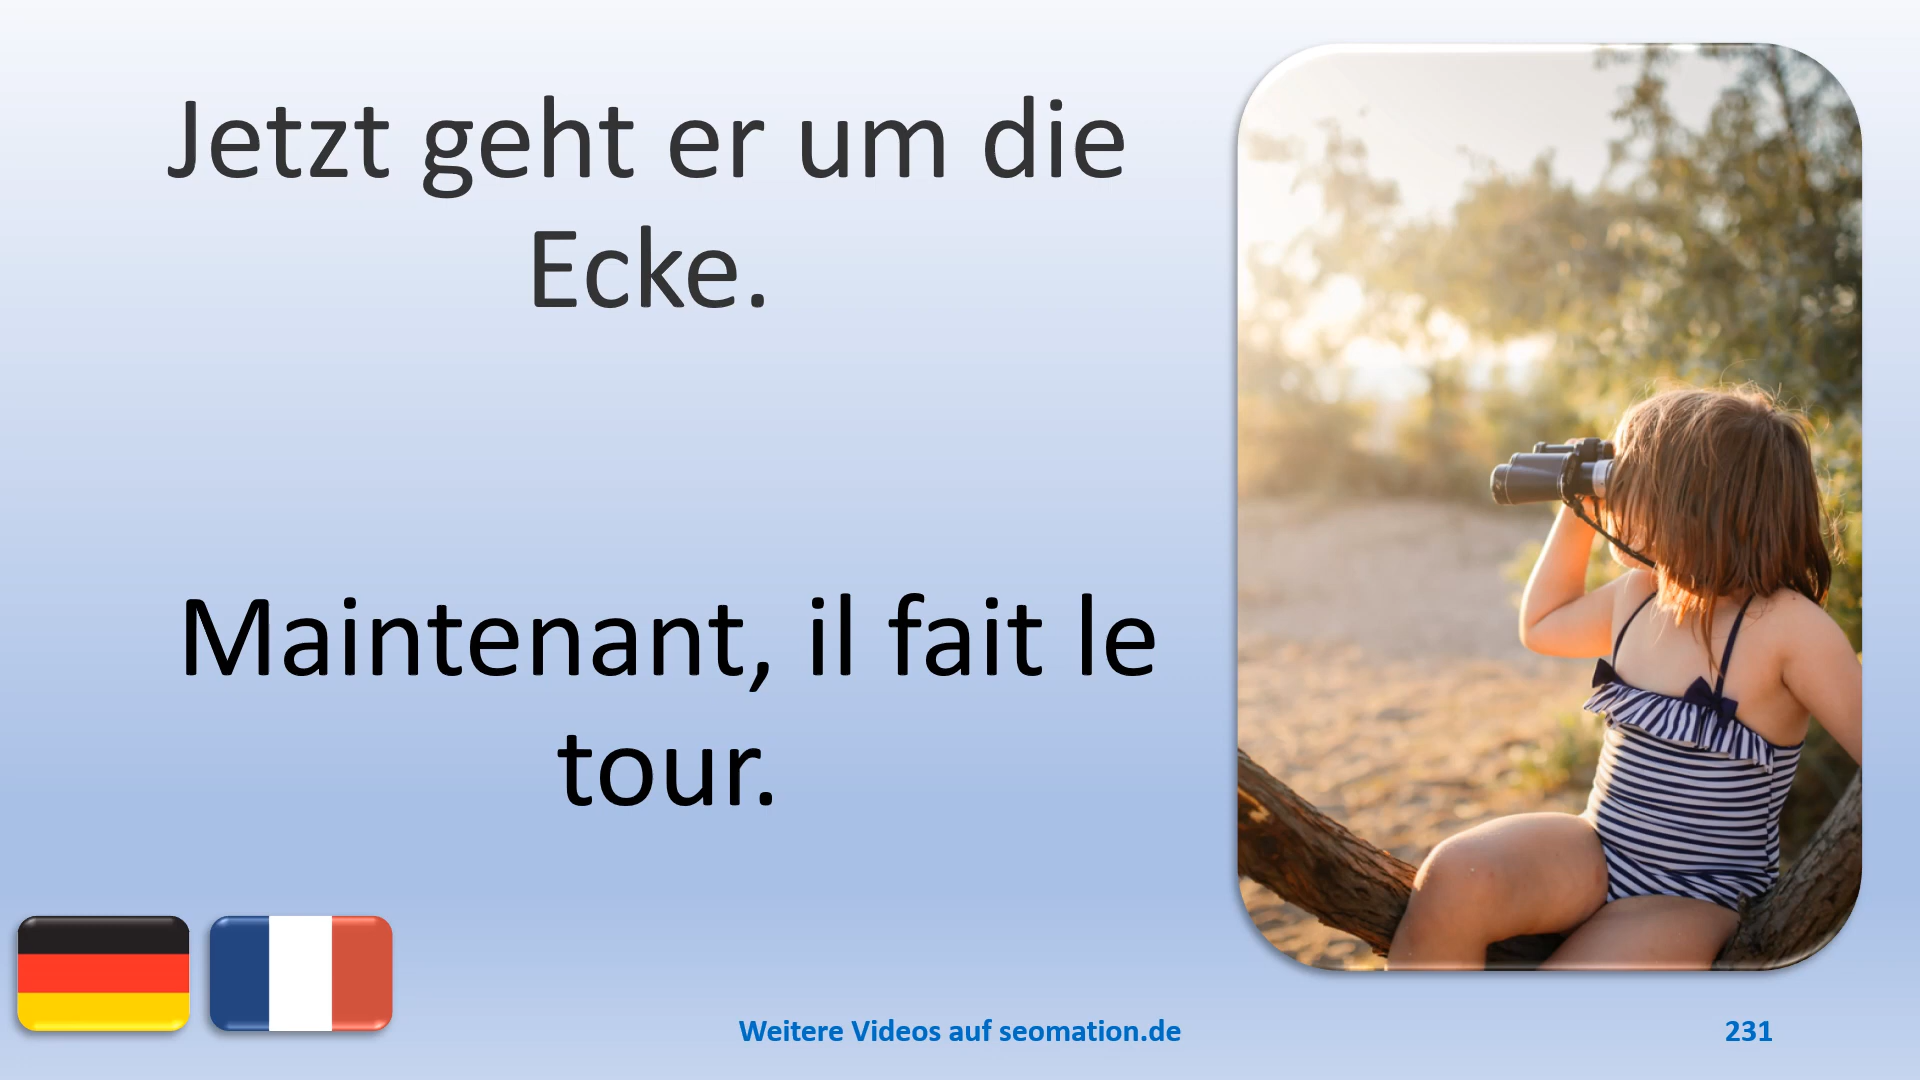 Jetzt geht er um die
Ecke.
Maintenant, il fait le
tour.
Weitere Videos auf seomation.de
231